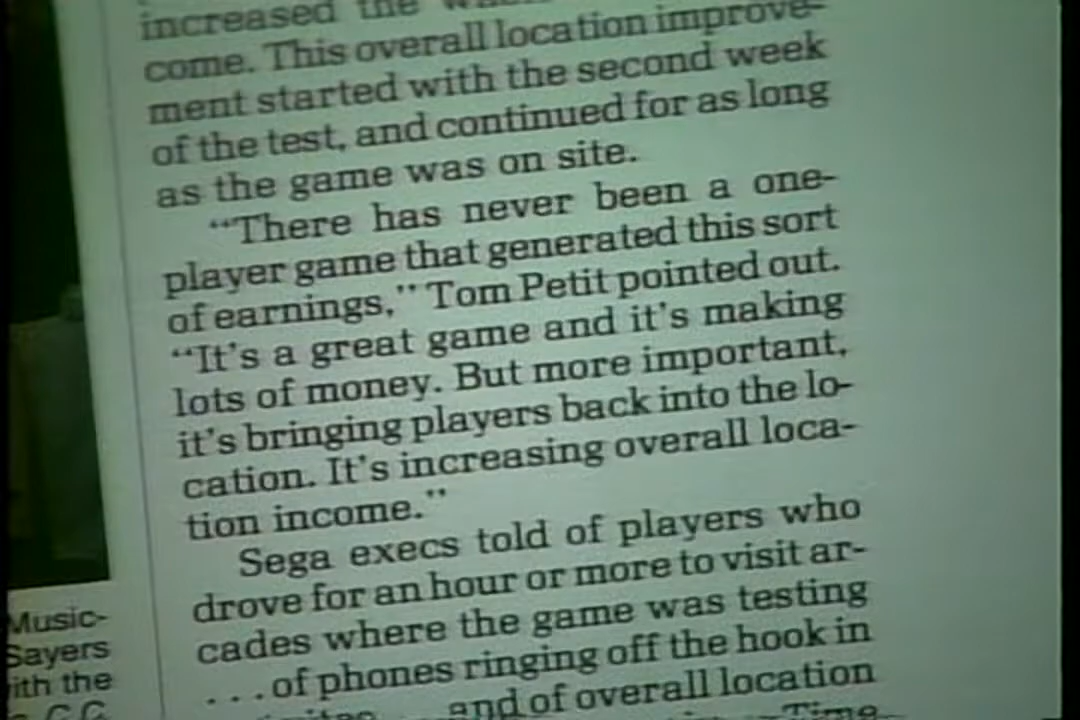 increased the
come. This overall location improve-
ment started with the second week
of the test, and continued for as long
as the game was on site.
“There has never been a one-
player game that generated this sort
of earnings,” Tom Petit pointed out.
“It's a great game and it's making
lots of money. But more important,
it's bringing players back into the lo-
cation. It's increasing overall loca-
tion income.”
Sega execs told of players who
drove for an hour or more to visit ar-
cades where the game was testing
...of phones ringing off the hook in
and of overall location
Time
Music-
Sayers
ith the